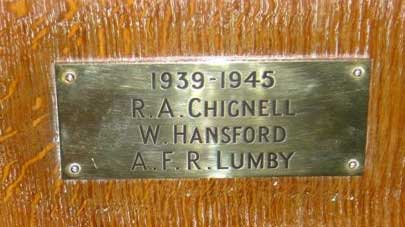 1939-1945
R.A. CHIGNELL
W. HANSFORD
A.F.R. LUMBY